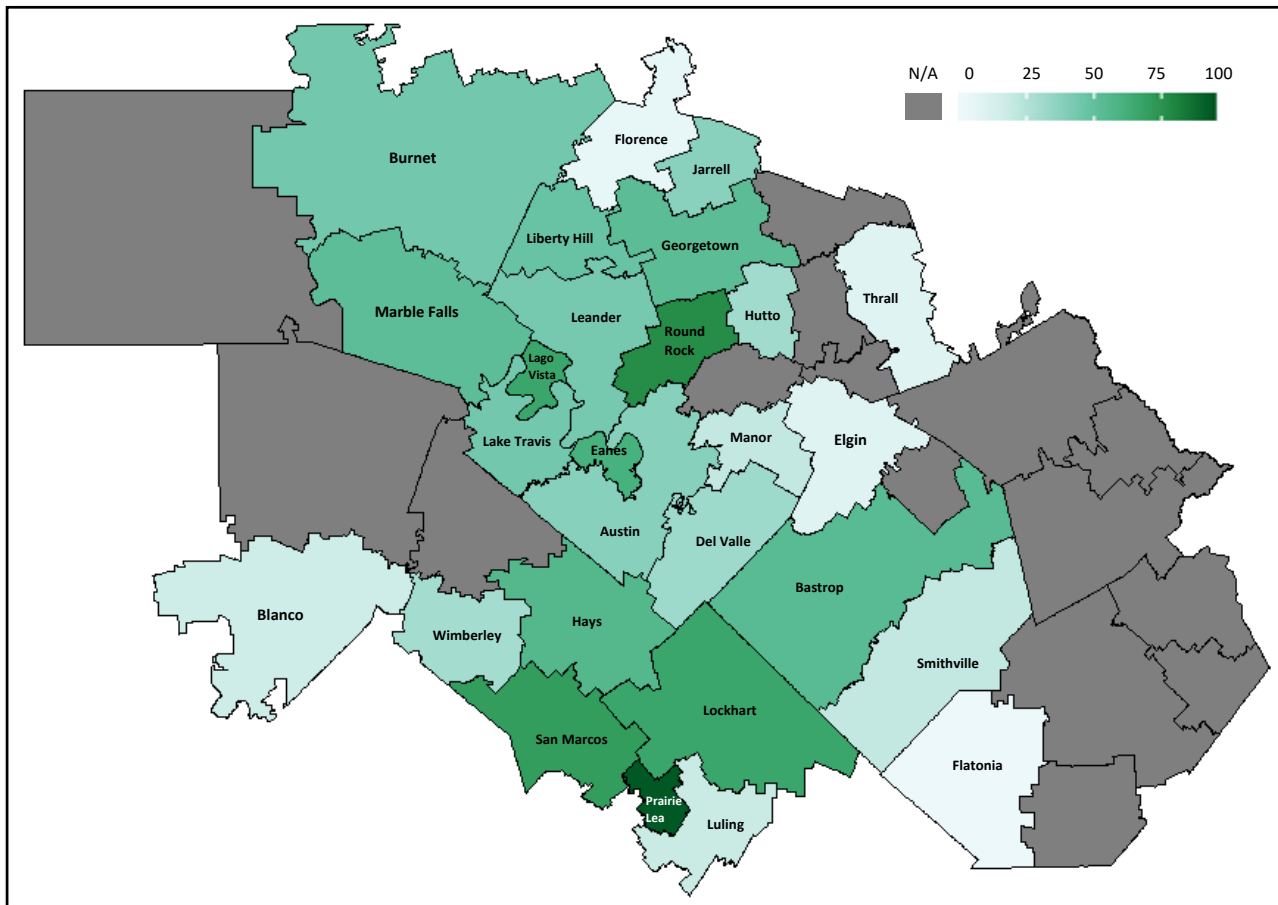 N/A 0 25 50 75 100
Florence
Burnet
Jarrell
Liberty Hill
Georgetown
Thrall
Marble Falls
Leander
Hutto
Round
Rock
Lago
Vista
Lake Travis
Eanes
Manor
Elgin
Austin
Del Valle
Bastrop
Blanco
Hays
Wimberley
Smithville
Lockhart
San Marcos
Flatonia
Prairie
Lea
Luling